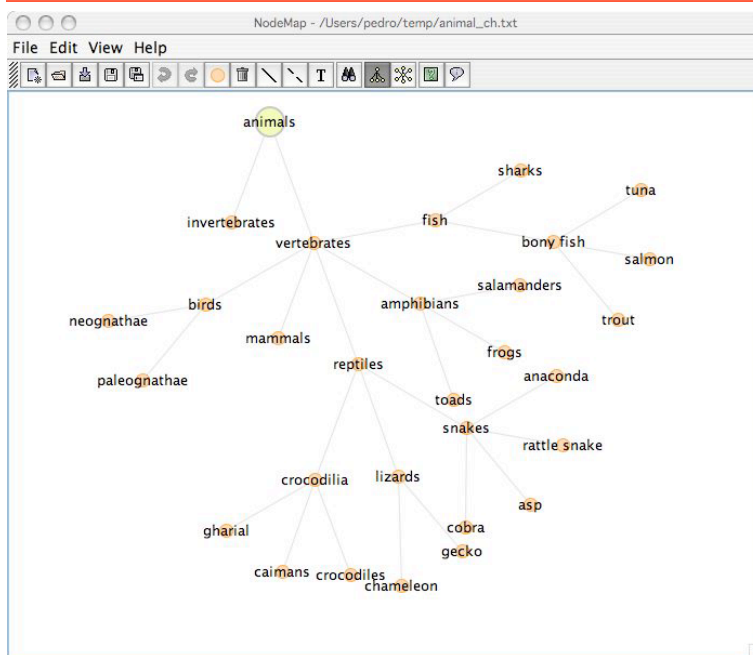 NodeMap - /Users/pedro/temp/animal_ch.txt
File Edit View Help
T
animals
sharks
tuna
invertebrates
fish
vertebrates
bony fish
salmon
salamanders
birds
amphibians
neognathae
trout
mammals
frogs
reptiles
paleognathae
anaconda
toads
snakes
rattle snake
crocodilia
lizards
asp
gharial
cobra
gecko
caimans
crocodiles
chameleon